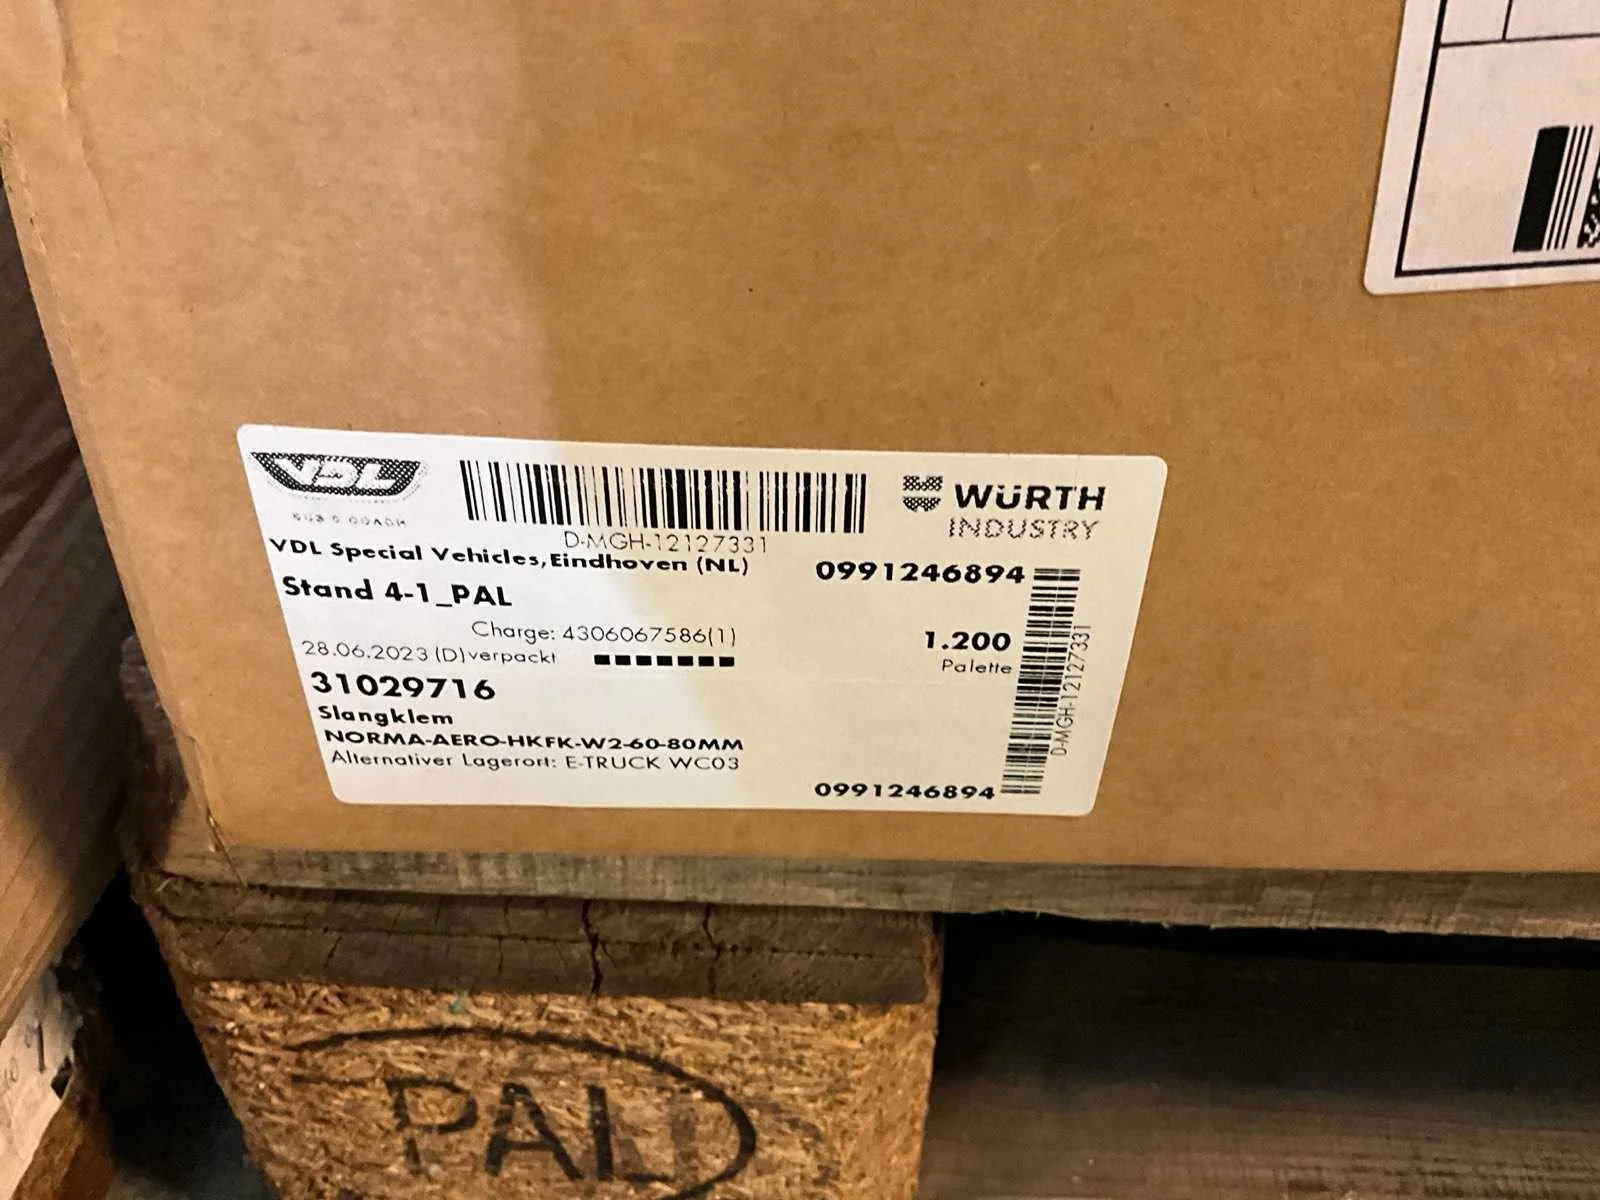 VDL
BUS & COACH
D-MGH-12127331
WÜRTH
INDUSTRY
VDL Special Vehicles,Eindhoven (NL)
0991246894
Stand 4-1_PAL
Charge: 4306067586(1)
1.200
28.06.2023 (D)verpackt
Palette
31029716
Slangklem
NORMA-AERO-HKFK-W2-60-80MM
Alternativer Lagerort: E-TRUCK WC03
0991246894
D-MGH-12127331
PAL